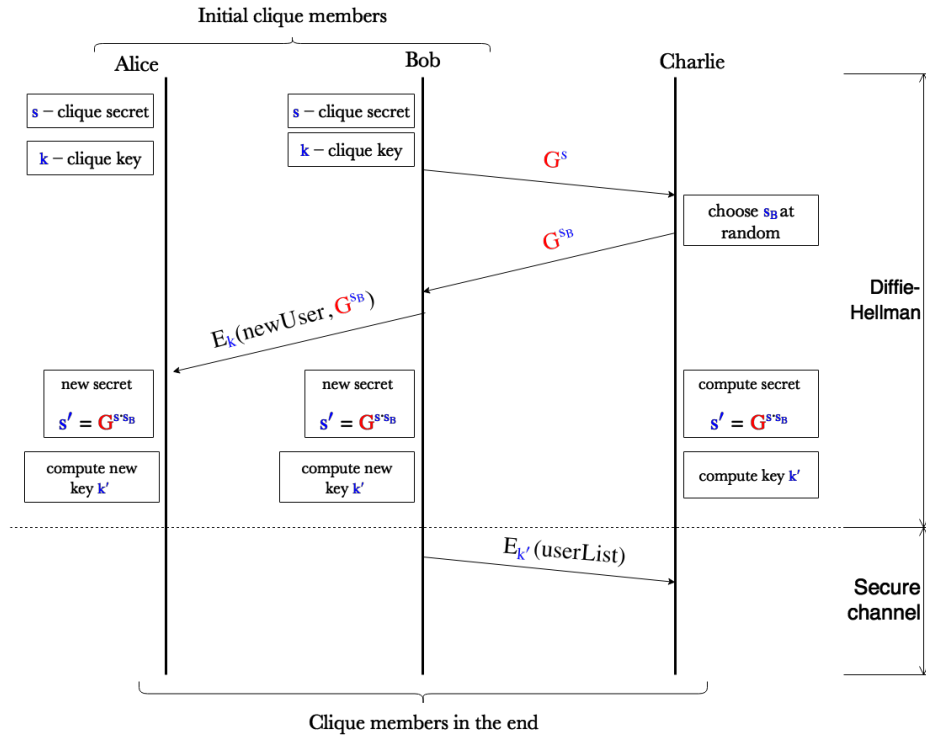 Initial clique members
Alice
Bob
Charlie
s – clique secret
s – clique secret
k – clique key
k – clique key
G^s
choose s_B at
random
G^{s_B}
Diffie-
Hellman
E_k(newUser, G^{s_B})
new secret
s′ = G^{s·s_B}
new secret
s′ = G^{s·s_B}
compute secret
s′ = G^{s·s_B}
compute new
key k′
compute new
key k′
compute key k′
E_{k′}(userList)
Secure
channel
Clique members in the end